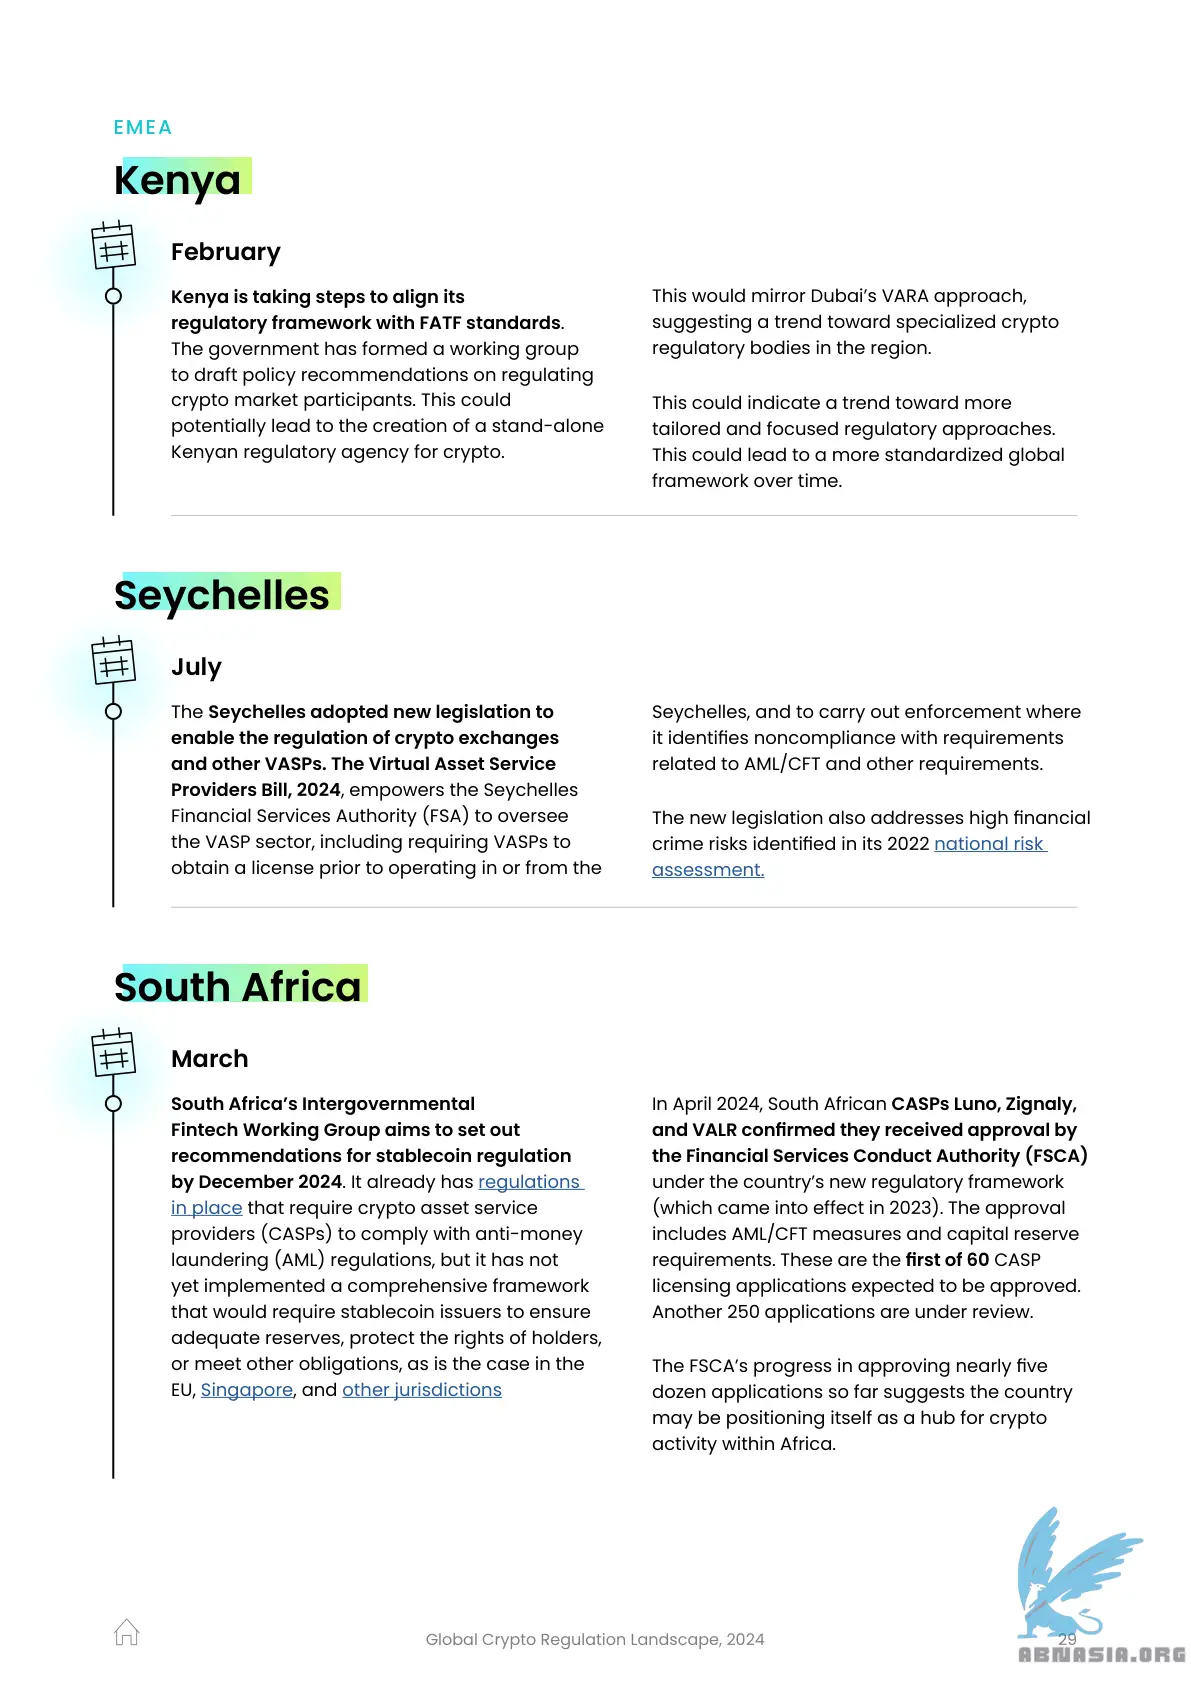 EMEA
Kenya
February
Kenya is taking steps to align its
regulatory framework with FATF standards.
The government has formed a working group
to draft policy recommendations on regulating
crypto market participants. This could
potentially lead to the creation of a stand-alone
Kenyan regulatory agency for crypto.
This would mirror Dubai’s VARA approach,
suggesting a trend toward specialized crypto
regulatory bodies in the region.
This could indicate a trend toward more
tailored and focused regulatory approaches.
This could lead to a more standardized global
framework over time.
Seychelles
July
The Seychelles adopted new legislation to
enable the regulation of crypto exchanges
and other VASPs. The Virtual Asset Service
Providers Bill, 2024, empowers the Seychelles
Financial Services Authority (FSA) to oversee
the VASP sector, including requiring VASPs to
obtain a license prior to operating in or from the
Seychelles, and to carry out enforcement where
it identifies noncompliance with requirements
related to AML/CFT and other requirements.
The new legislation also addresses high financial
crime risks identified in its 2022 national risk
assessment.
South Africa
March
South Africa’s Intergovernmental
Fintech Working Group aims to set out
recommendations for stablecoin regulation
by December 2024. It already has regulations
in place that require crypto asset service
providers (CASPs) to comply with anti-money
laundering (AML) regulations, but it has not
yet implemented a comprehensive framework
that would require stablecoin issuers to ensure
adequate reserves, protect the rights of holders,
or meet other obligations, as is the case in the
EU, Singapore, and other jurisdictions
In April 2024, South African CASPs Luno, Zignaly,
and VALR confirmed they received approval by
the Financial Services Conduct Authority (FSCA)
under the country’s new regulatory framework
(which came into effect in 2023). The approval
includes AML/CFT measures and capital reserve
requirements. These are the first of 60 CASP
licensing applications expected to be approved.
Another 250 applications are under review.
The FSCA’s progress in approving nearly five
dozen applications so far suggests the country
may be positioning itself as a hub for crypto
activity within Africa.
Global Crypto Regulation Landscape, 2024
29
ABNASIA.ORG